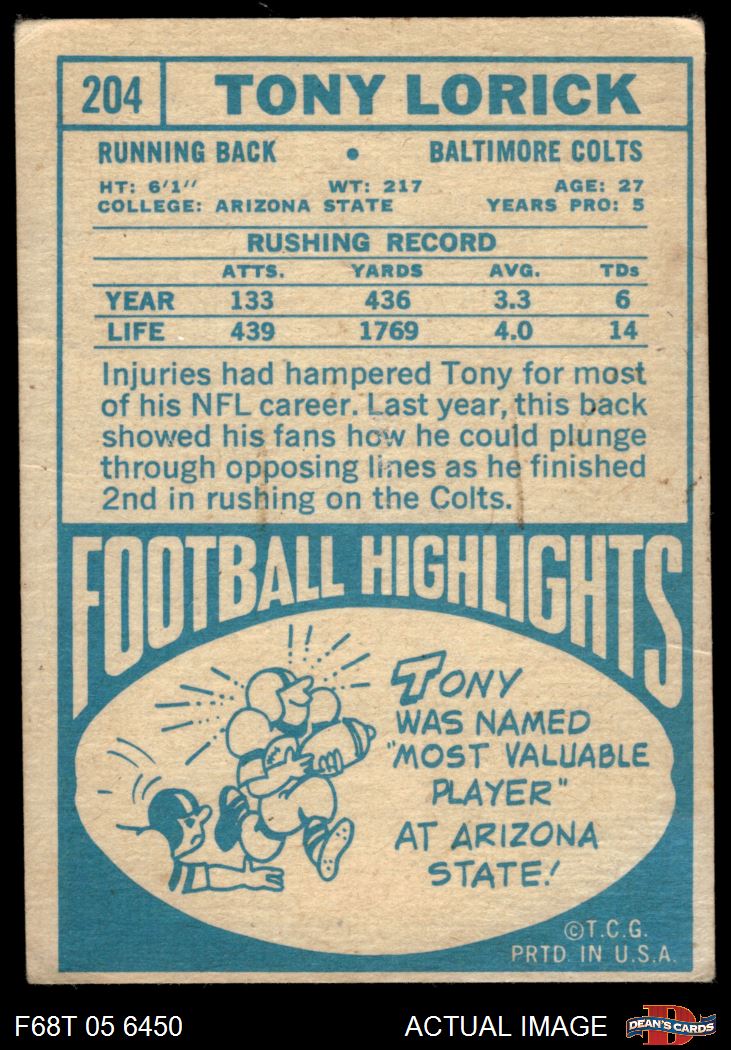 204 TONY LORICK
RUNNING BACK • BALTIMORE COLTS
HT: 6'1" WT: 217 AGE: 27
COLLEGE: ARIZONA STATE YEARS PRO: 5
RUSHING RECORD
ATTS. YARDS AVG. TDs
YEAR 133 436 3.3 6
LIFE 439 1769 4.0 14
Injuries had hampered Tony for most
of his NFL career. Last year, this back
showed his fans how he could plunge
through opposing lines as he finished
2nd in rushing on the Colts.
FOOTBALL HIGHLIGHTS
TONY
WAS NAMED
"MOST VALUABLE
PLAYER"
AT ARIZONA
STATE!
©T.C.G.
PRTD. IN U.S.A.
F68T 05 6450 ACTUAL IMAGE D DEAN'S CARDS